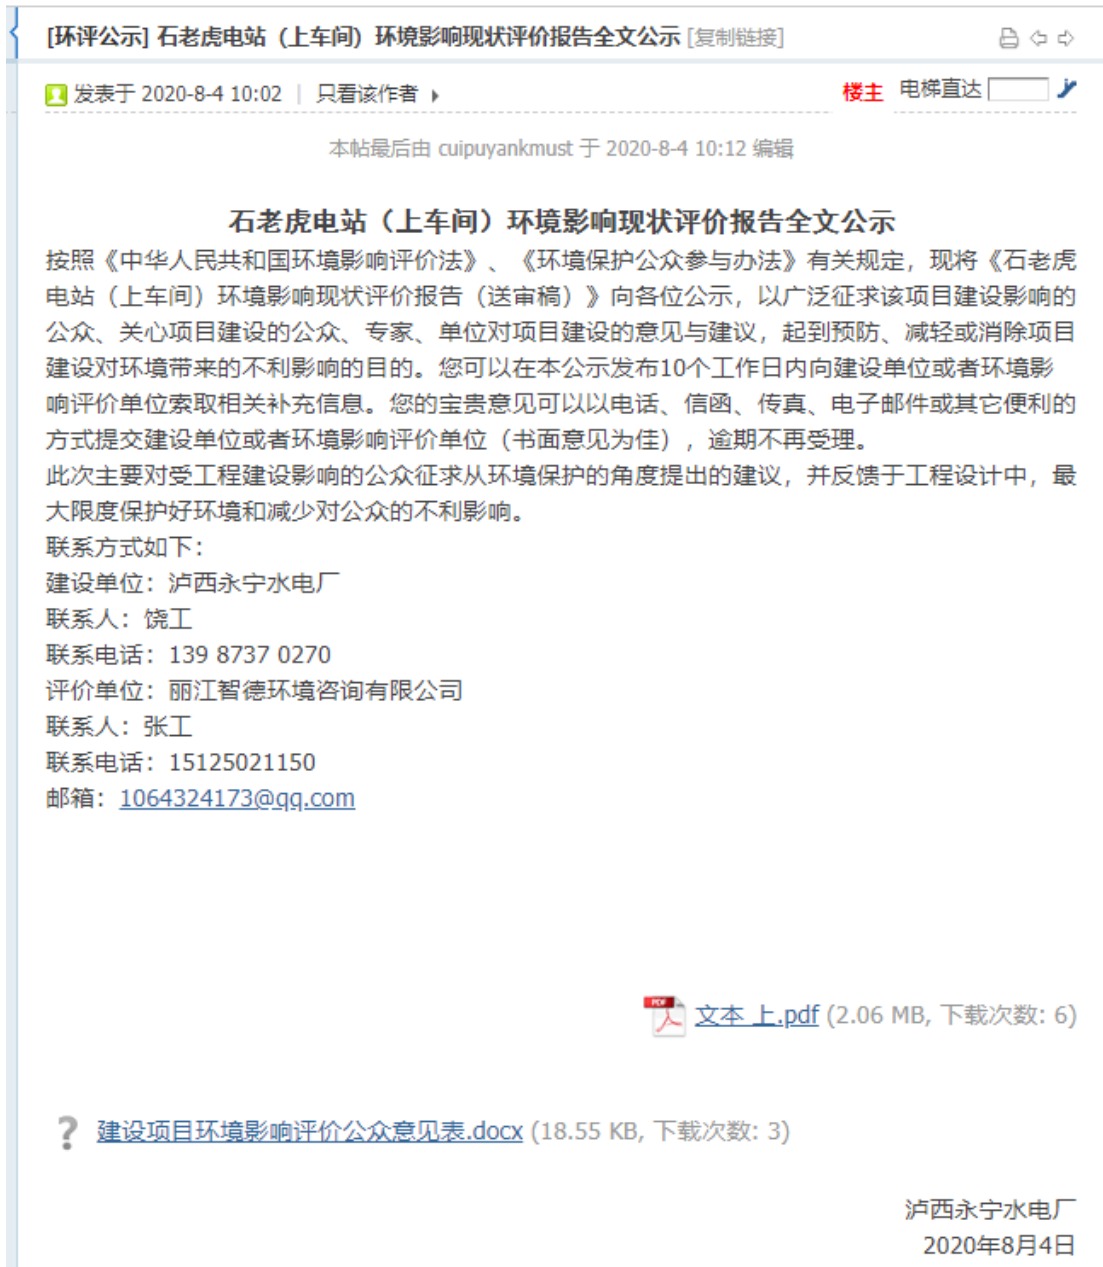 [环评公示] 石老虎电站（上车间）环境影响现状评价报告全文公示 [复制链接]
发表于 2020-8-4 10:02 | 只看该作者
楼主 电梯直达
本帖最后由 cuipuyankmust 于 2020-8-4 10:12 编辑
石老虎电站（上车间）环境影响现状评价报告全文公示
按照《中华人民共和国环境影响评价法》、《环境保护公众参与办法》有关规定，现将《石老虎
电站（上车间）环境影响现状评价报告（送审稿）》向各位公示，以广泛征求该项目建设影响的
公众、关心项目建设的公众、专家、单位对项目建设的意见与建议，起到预防、减轻或消除项目
建设对环境带来的不利影响的目的。您可以在本公示发布10个工作日内向建设单位或者环境影
响评价单位索取相关补充信息。您的宝贵意见可以以电话、信函、传真、电子邮件或其它便利的
方式提交建设单位或者环境影响评价单位（书面意见为佳），逾期不再受理。
此次主要对受工程建设影响的公众征求从环境保护的角度提出的建议，并反馈于工程设计中，最
大限度保护好环境和减少对公众的不利影响。
联系方式如下：
建设单位：泸西永宁水电厂
联系人：饶工
联系电话：139 8737 0270
评价单位：丽江智德环境咨询有限公司
联系人：张工
联系电话：15125021150
邮箱：1064324173@qq.com
文本 上.pdf (2.06 MB, 下载次数: 6)
建设项目环境影响评价公众意见表.docx (18.55 KB, 下载次数: 3)
泸西永宁水电厂
2020年8月4日